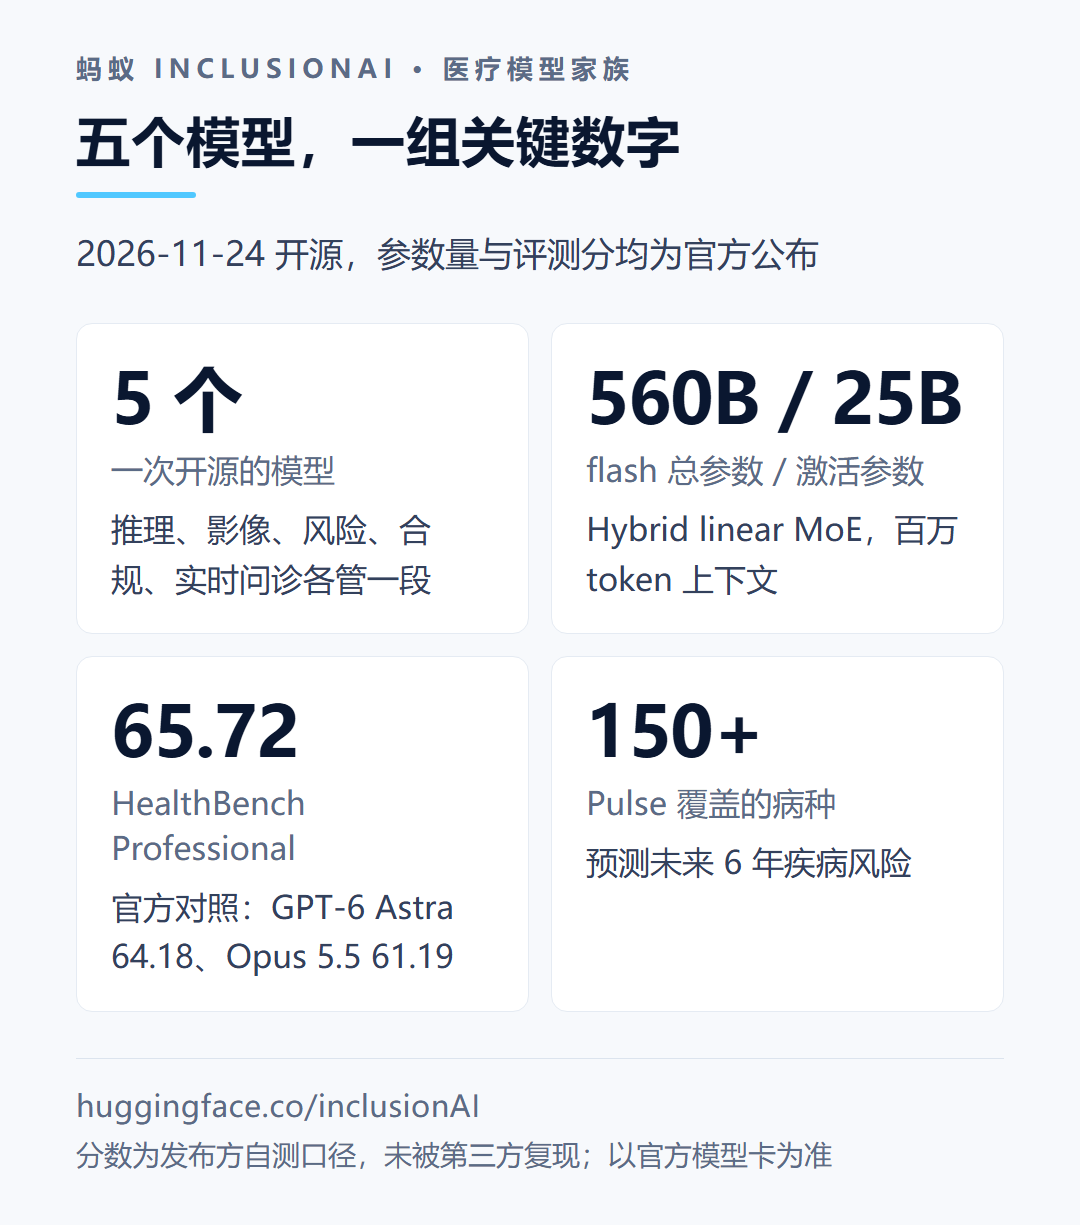 蚂蚁 INCLUSIONAI · 医疗模型家族
五个模型，一组关键数字
2026-11-24 开源，参数量与评测分均为官方公布
5 个
一次开源的模型
推理、影像、风险、合
规、实时问诊各管一段
560B / 25B
flash 总参数 / 激活参数
Hybrid linear MoE，百万
token 上下文
65.72
HealthBench
Professional
官方对照：GPT-6 Astra
64.18、Opus 5.5 61.19
150+
Pulse 覆盖的病种
预测未来 6 年疾病风险
huggingface.co/inclusionAI
分数为发布方自测口径，未被第三方复现；以官方模型卡为准